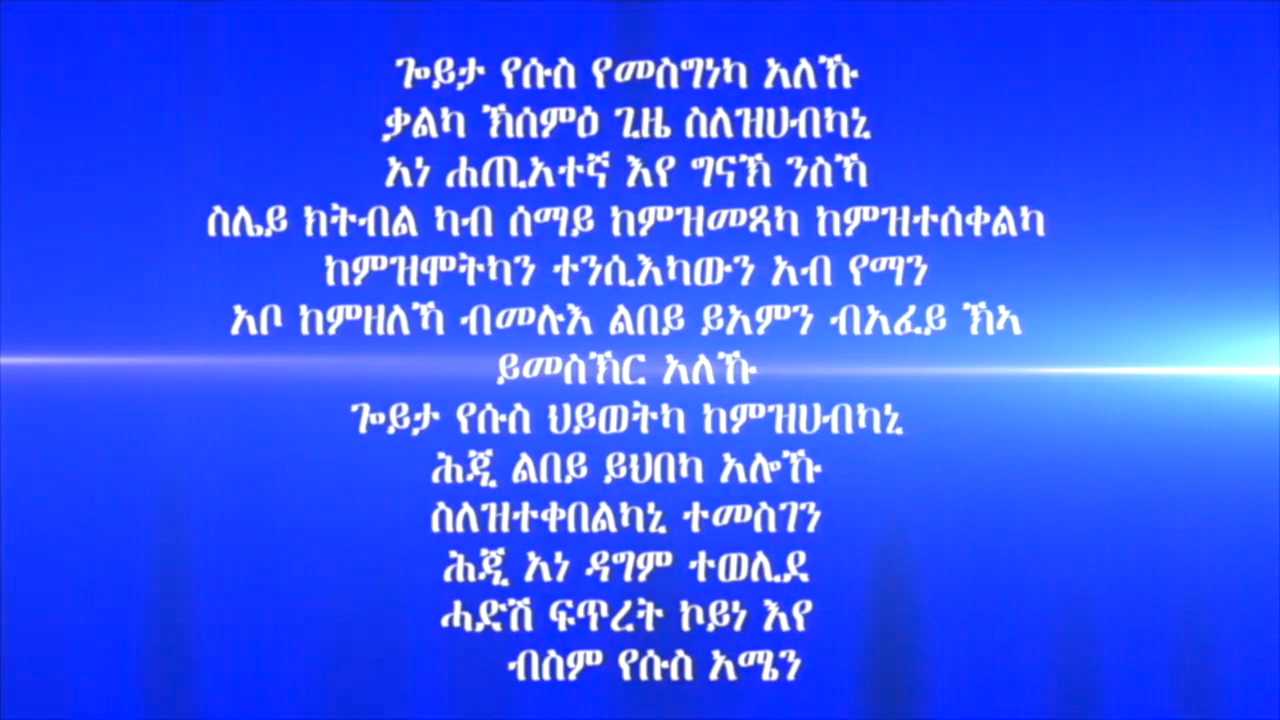 ጐይታ የሱስ የመስግነካ አለኹ
ቃልካ ኽሰምዕ ጊዜ ስለዝሀብካኒ
አነ ሐጢአተኛ እየ ግናኽ ንስኻ
ስሌይ ክትብል ካብ ሰማይ ከምዝመጻካ ከምዝተሰቀልካ
ከምዝሞትካን ተንሲእካውን አብ የማን
አቦ ከምዘለኻ ብመሉእ ልበይ ይአምን ብአፈይ ኽኣ
ይመስኽር አለኹ
ጐይታ የሱስ ህይወትካ ከምዝሀብካኒ
ሕጂ ልበይ ይህበካ አሎኹ
ስለዝተቀበልካኒ ተመስገን
ሕጂ አነ ዳግም ተወሊደ
ሓድሽ ፍጥረት ኮይነ እየ
ብስም የሱስ አሜን